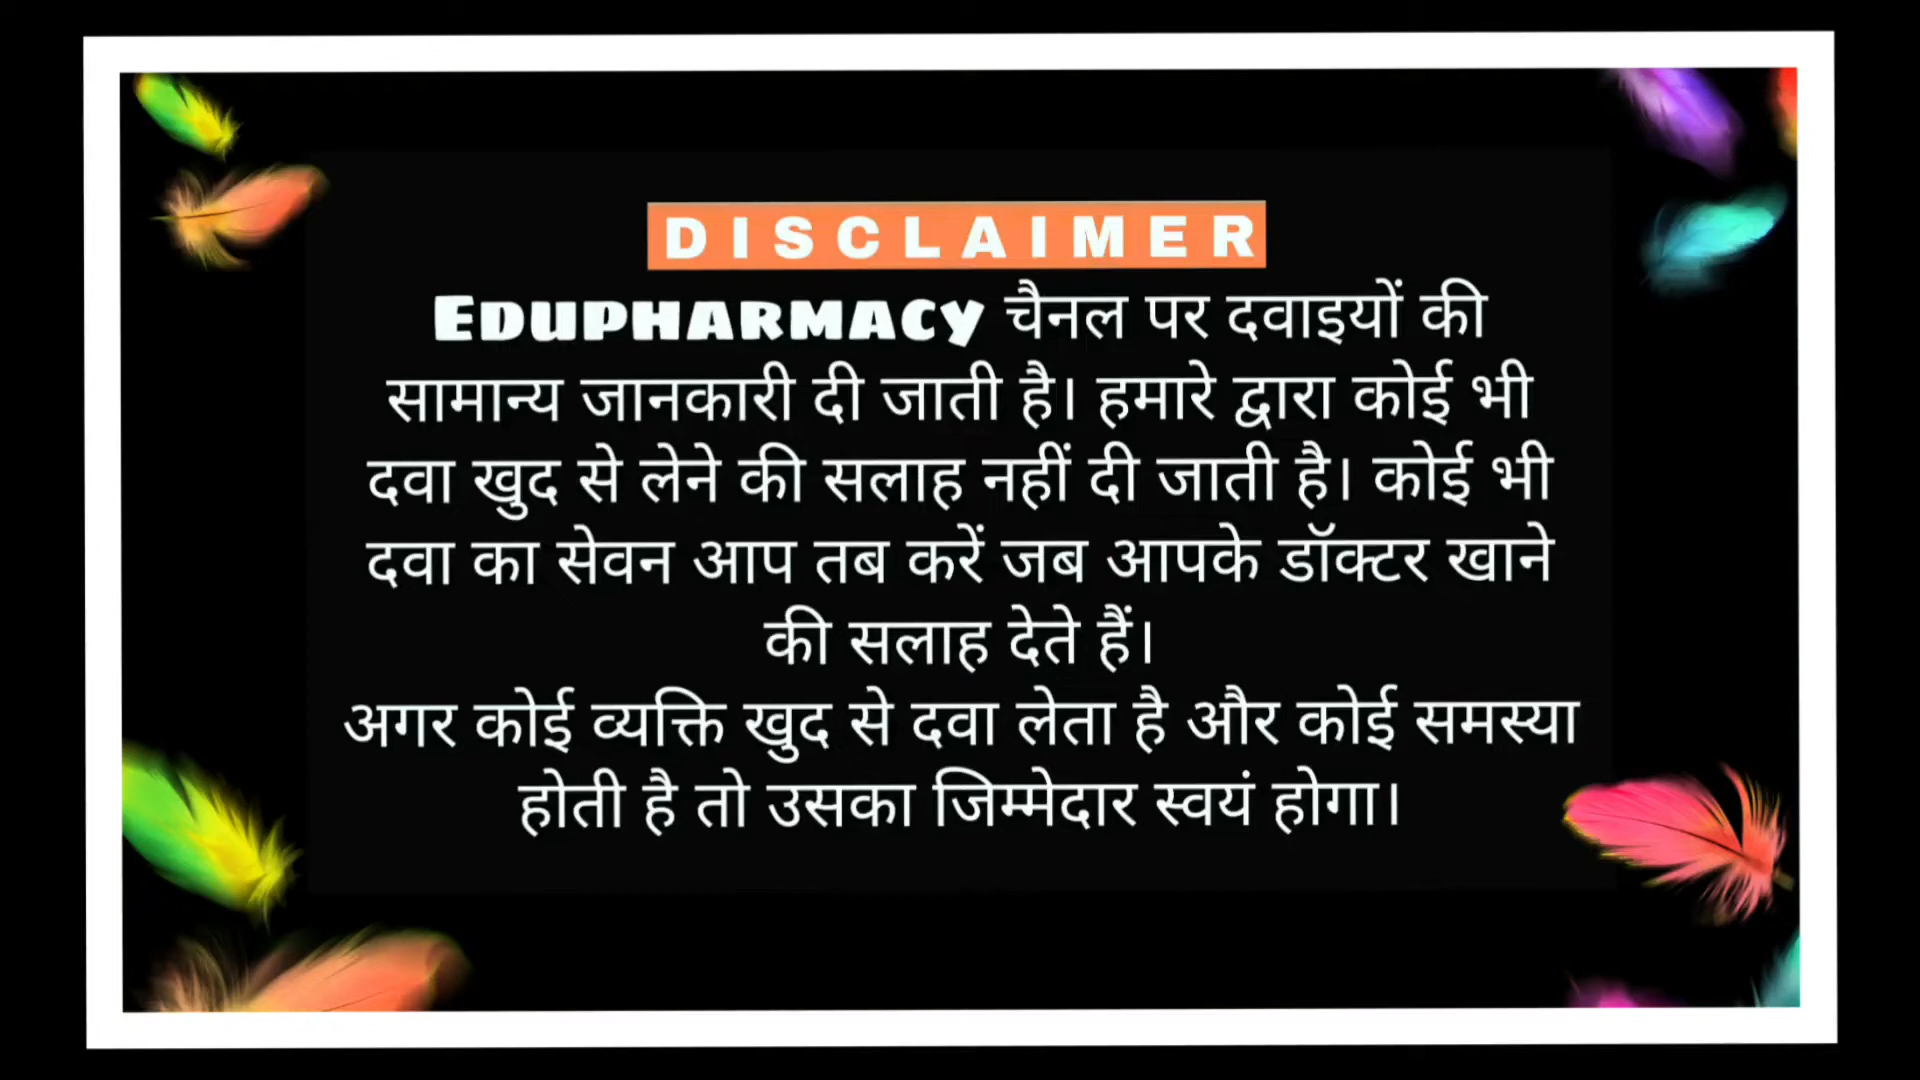 DISCLAIMER
EDUPHARMACY चैनल पर दवाइयों की
सामान्य जानकारी दी जाती है। हमारे द्वारा कोई भी
दवा खुद से लेने की सलाह नहीं दी जाती है। कोई भी
दवा का सेवन आप तब करें जब आपके डॉक्टर खाने
की सलाह देते हैं।
अगर कोई व्यक्ति खुद से दवा लेता है और कोई समस्या
होती है तो उसका जिम्मेदार स्वयं होगा।